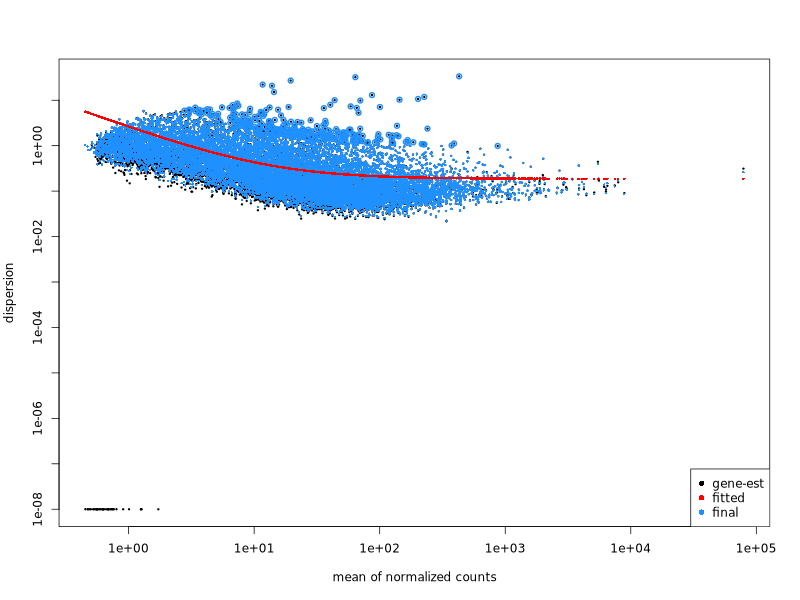 dispersion
1e+00
1e-02
1e-04
1e-06
1e-08
1e+00 1e+01 1e+02 1e+03 1e+04 1e+05
mean of normalized counts
gene-est
fitted
final